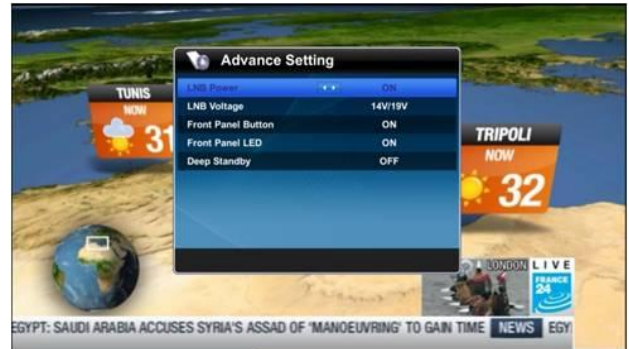 Advance Setting
LNB Power ON
LNB Voltage 14V/19V
Front Panel Button ON
Front Panel LED ON
Deep Standby OFF
TUNIS
NOW
31
TRIPOLI
NOW
32
LONDON LIVE
FRANCE
24
EGYPT: SAUDI ARABIA ACCUSES SYRIA'S ASSAD OF 'MANOEUVRING' TO GAIN TIME NEWS EGY